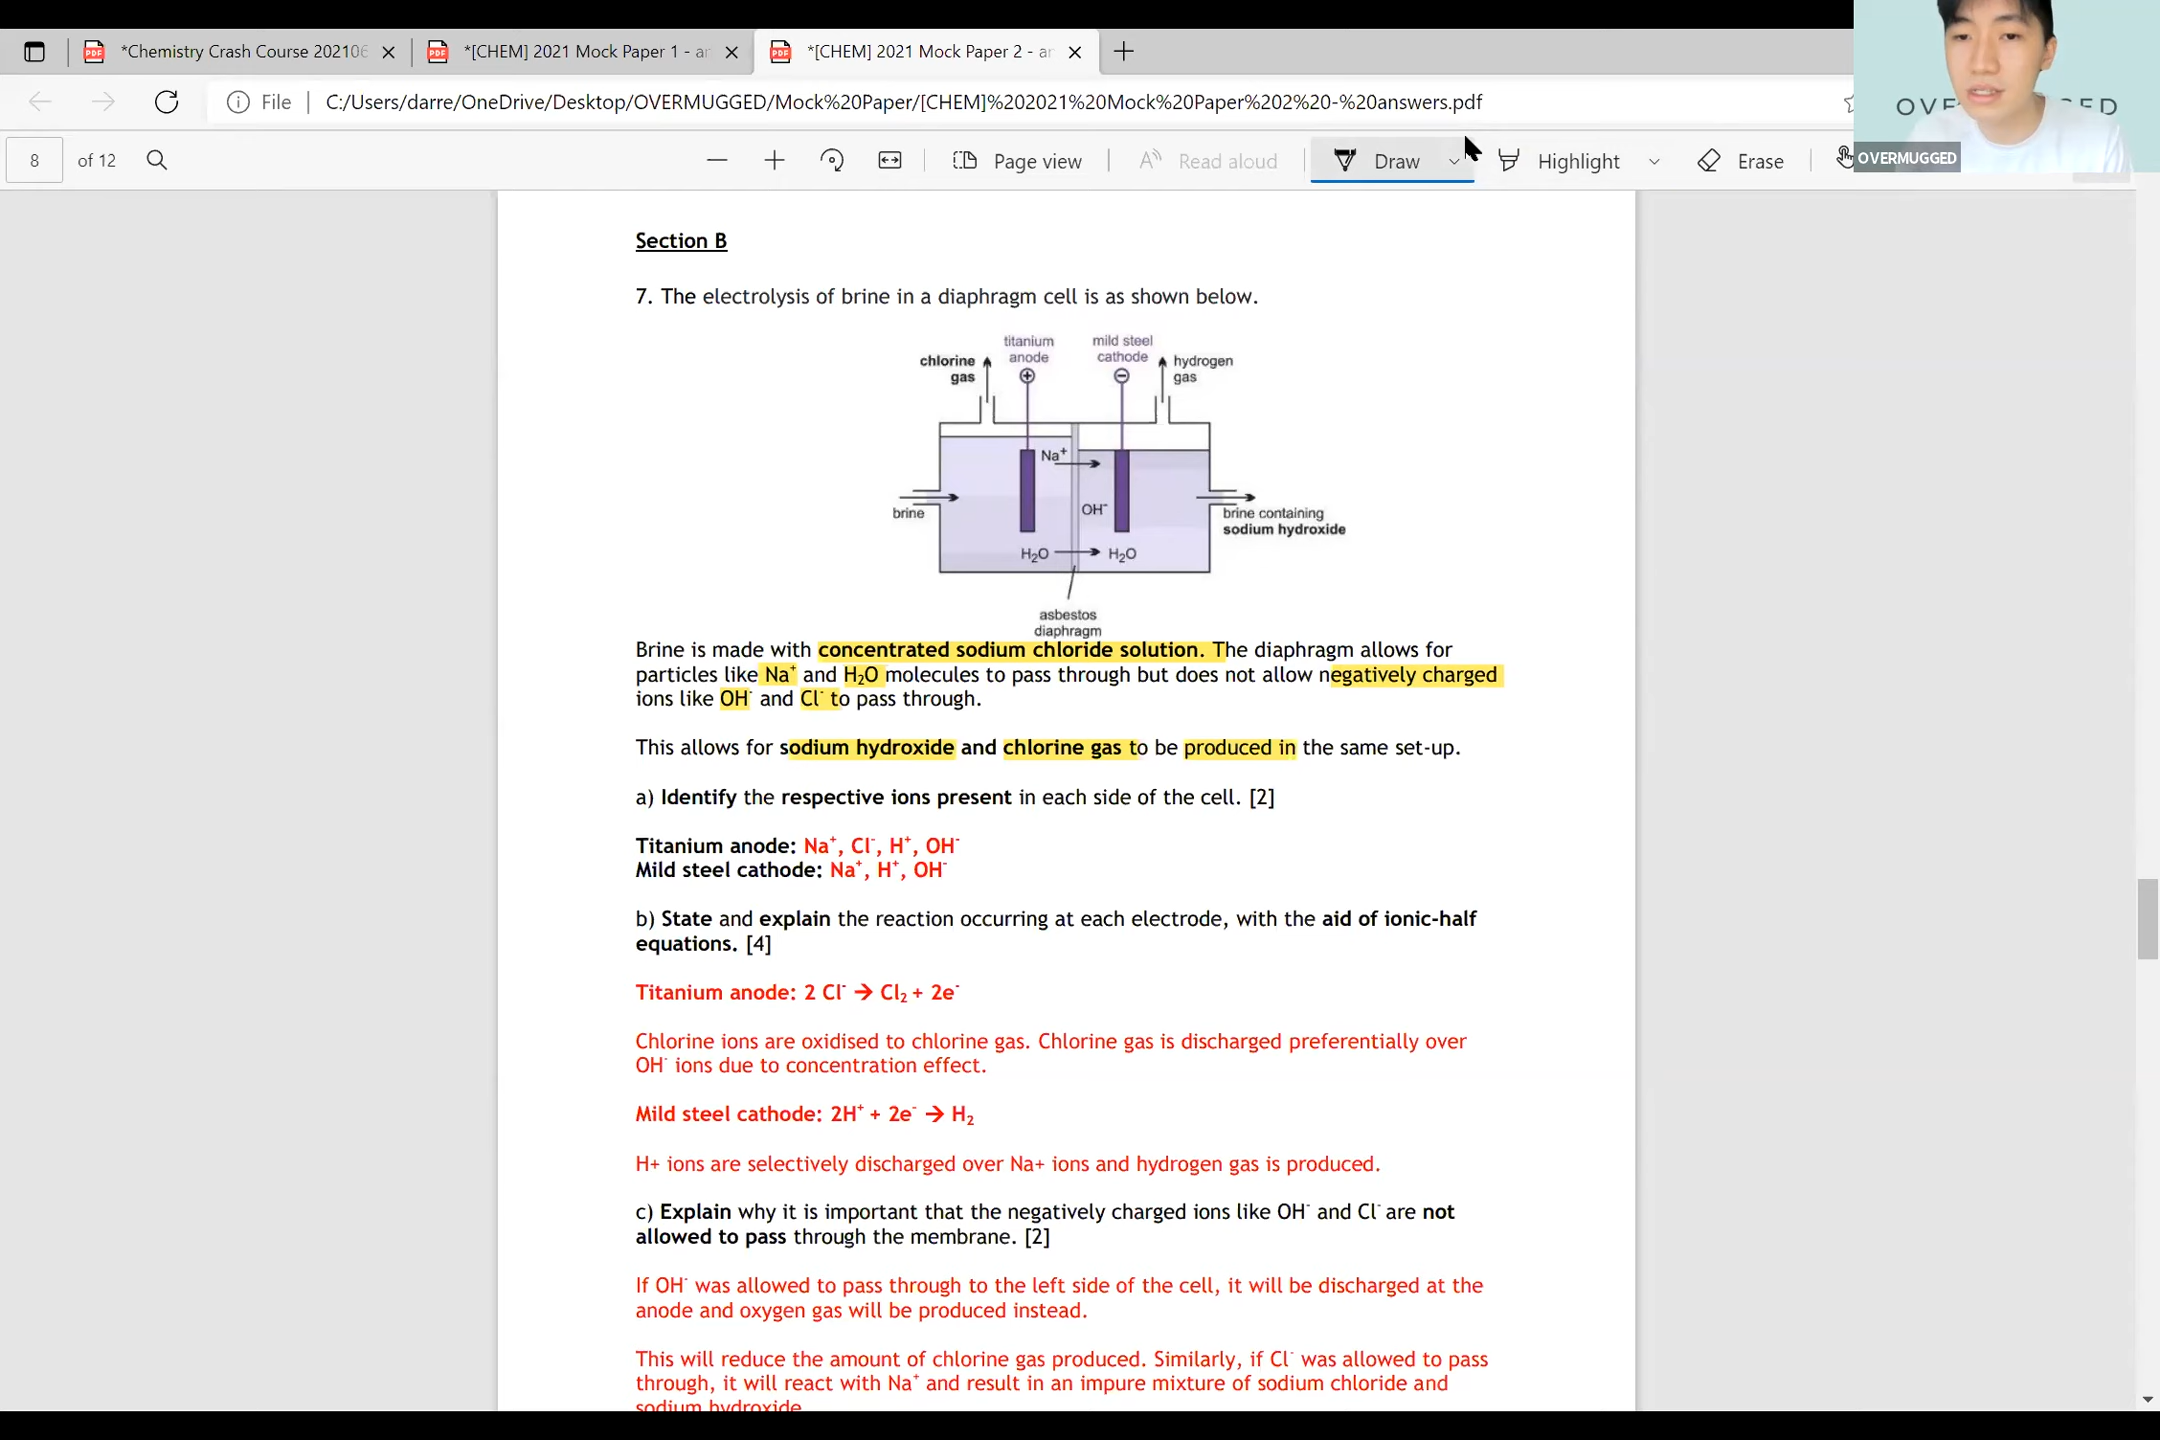 *Chemistry Crash Course 202106
*[CHEM] 2021 Mock Paper 1 - an
*[CHEM] 2021 Mock Paper 2 - an
File
C:/Users/darre/OneDrive/Desktop/OVERMUGGED/Mock%20Paper/[CHEM]%202021%20Mock%20Paper%202%20-%20answers.pdf
8 of 12
Page view
Read aloud
Draw
Highlight
Erase
OVERMUGGED
Section B
7. The electrolysis of brine in a diaphragm cell is as shown below.
chlorine gas
titanium anode
mild steel cathode
hydrogen gas
+
−
Na⁺
OH⁻
brine
brine containing
sodium hydroxide
H₂O
H₂O
asbestos
diaphragm
Brine is made with concentrated sodium chloride solution. The diaphragm allows for
particles like Na⁺ and H₂O molecules to pass through but does not allow negatively charged
ions like OH⁻ and Cl⁻ to pass through.
This allows for sodium hydroxide and chlorine gas to be produced in the same set-up.
a) Identify the respective ions present in each side of the cell. [2]
Titanium anode: Na⁺, Cl⁻, H⁺, OH⁻
Mild steel cathode: Na⁺, H⁺, OH⁻
b) State and explain the reaction occurring at each electrode, with the aid of ionic-half
equations. [4]
Titanium anode: 2 Cl⁻ → Cl₂ + 2e⁻
Chlorine ions are oxidised to chlorine gas. Chlorine gas is discharged preferentially over
OH⁻ ions due to concentration effect.
Mild steel cathode: 2H⁺ + 2e⁻ → H₂
H+ ions are selectively discharged over Na+ ions and hydrogen gas is produced.
c) Explain why it is important that the negatively charged ions like OH⁻ and Cl⁻ are not
allowed to pass through the membrane. [2]
If OH⁻ was allowed to pass through to the left side of the cell, it will be discharged at the
anode and oxygen gas will be produced instead.
This will reduce the amount of chlorine gas produced. Similarly, if Cl⁻ was allowed to pass
through, it will react with Na⁺ and result in an impure mixture of sodium chloride and
sodium hydroxide.